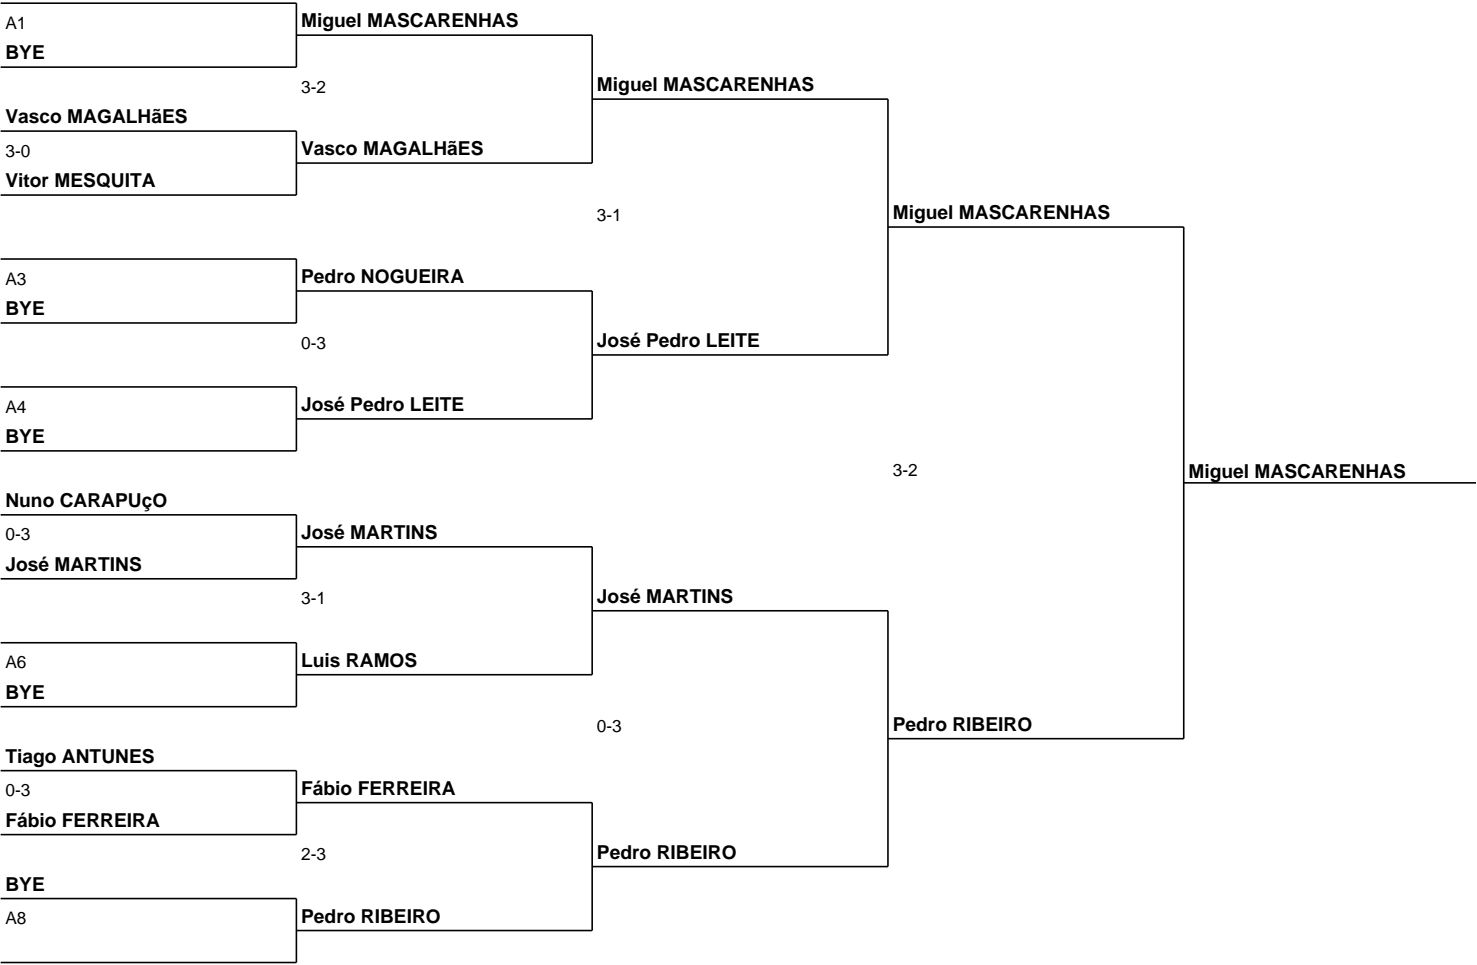 A1
BYE
Miguel MASCARENHAS
3-2
Vasco MAGALHãES
3-0
Vitor MESQUITA
Vasco MAGALHãES
Miguel MASCARENHAS
3-1
A3
BYE
Pedro NOGUEIRA
0-3
A4
BYE
José Pedro LEITE
José Pedro LEITE
Miguel MASCARENHAS
3-2
Miguel MASCARENHAS
Nuno CARAPUçO
0-3
José MARTINS
José MARTINS
3-1
A6
BYE
Luis RAMOS
José MARTINS
0-3
Tiago ANTUNES
0-3
Fábio FERREIRA
Fábio FERREIRA
2-3
BYE
A8
Pedro RIBEIRO
Pedro RIBEIRO
Pedro RIBEIRO